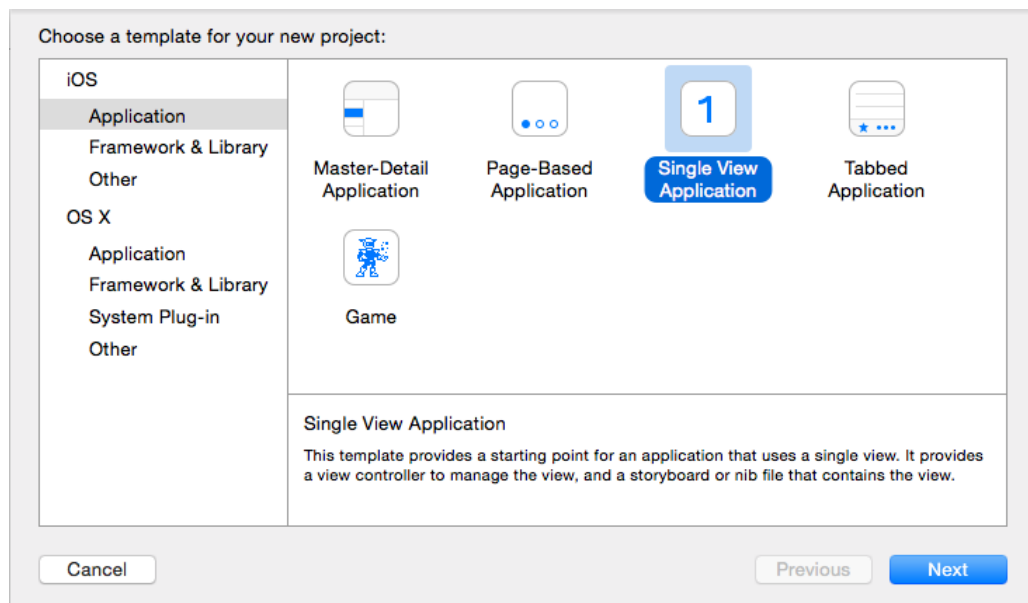 Choose a template for your new project:
iOS
Application
Framework & Library
Other
OS X
Application
Framework & Library
System Plug-in
Other
Master-Detail
Application
Page-Based
Application
1
Single View
Application
Tabbed
Application
Game
Single View Application
This template provides a starting point for an application that uses a single view. It provides
a view controller to manage the view, and a storyboard or nib file that contains the view.
Cancel
Previous
Next